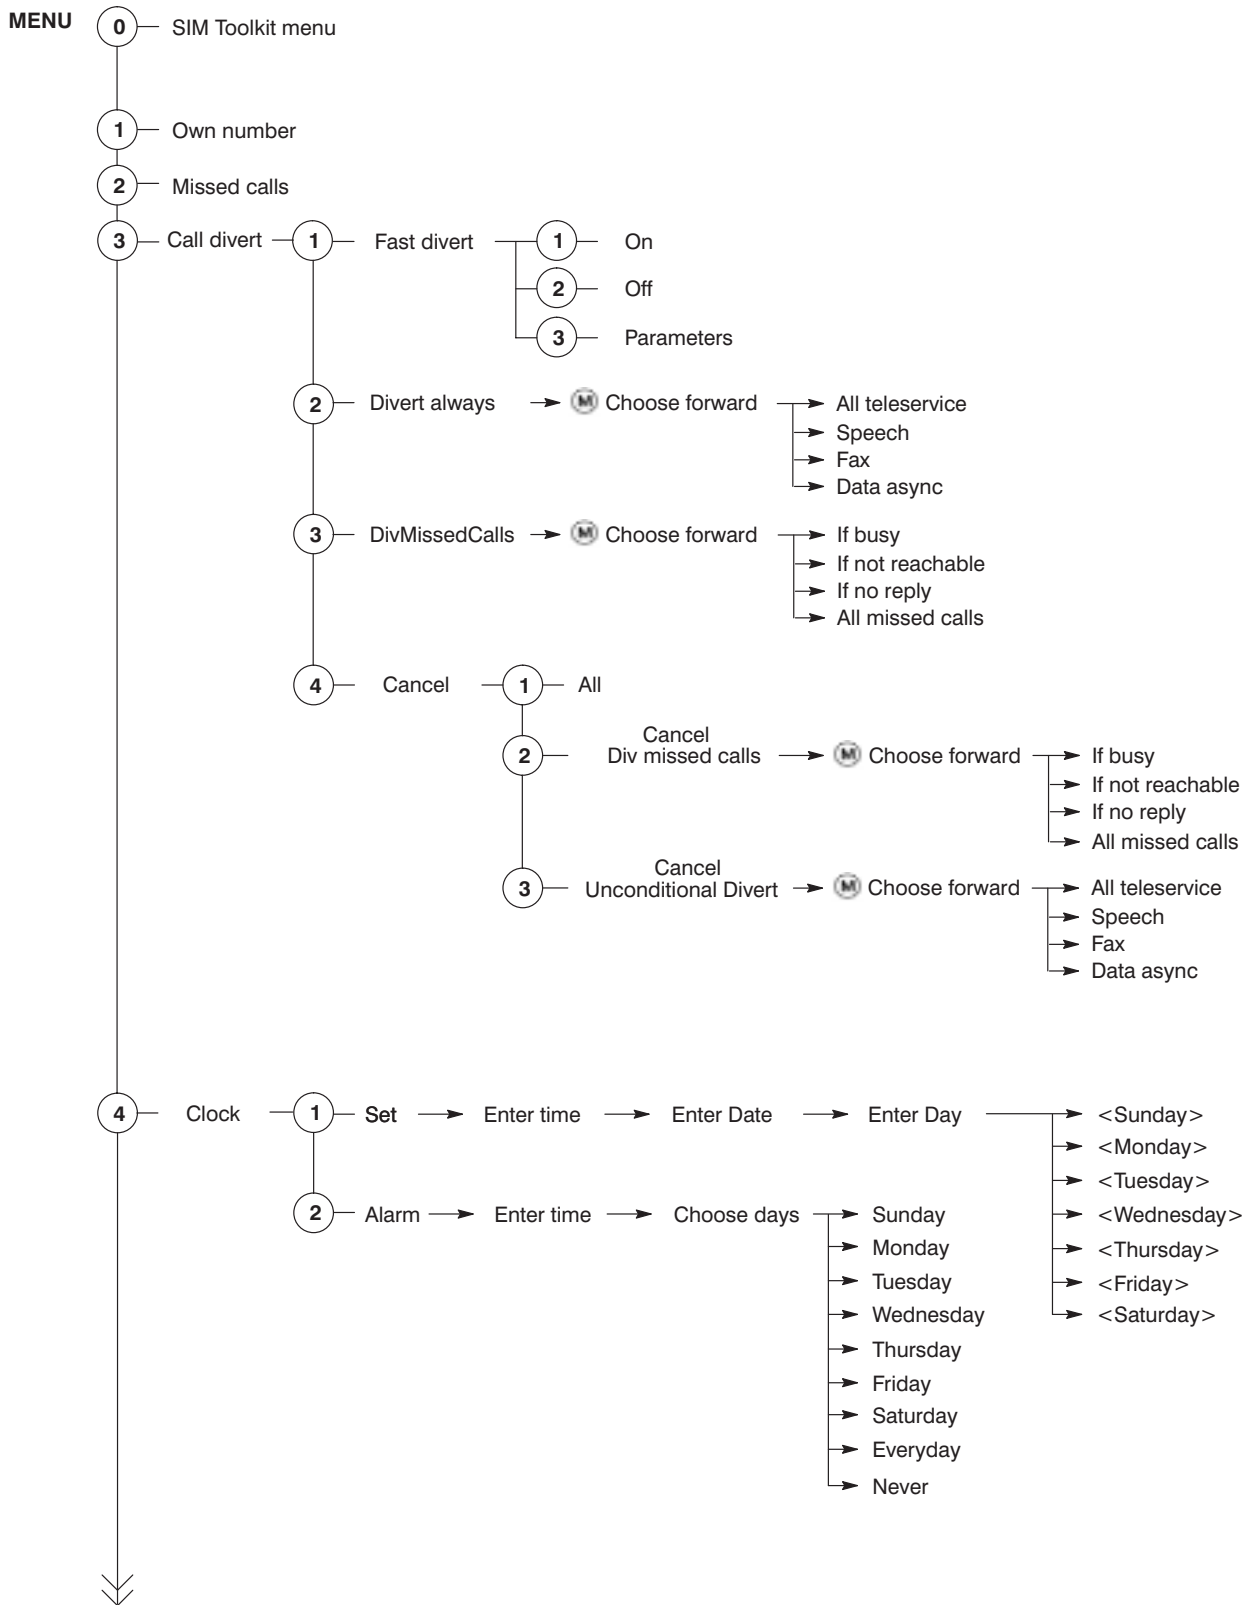 MENU 0 SIM Toolkit menu
1 Own number
2 Missed calls
3 Call divert 1 Fast divert 1 On
2 Off
3 Parameters
2 Divert always M Choose forward All teleservice
Speech
Fax
Data async
3 DivMissedCalls M Choose forward If busy
If not reachable
If no reply
All missed calls
4 Cancel 1 All
2 Cancel
Div missed calls M Choose forward If busy
If not reachable
If no reply
All missed calls
3 Cancel
Unconditional Divert M Choose forward All teleservice
Speech
Fax
Data async
4 Clock 1 Set Enter time Enter Date Enter Day <Sunday>
<Monday>
<Tuesday>
<Wednesday>
<Thursday>
<Friday>
<Saturday>
2 Alarm Enter time Choose days Sunday
Monday
Tuesday
Wednesday
Thursday
Friday
Saturday
Everyday
Never